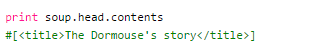 print soup.head.contents
#[<title>The Dormouse's story</title>]